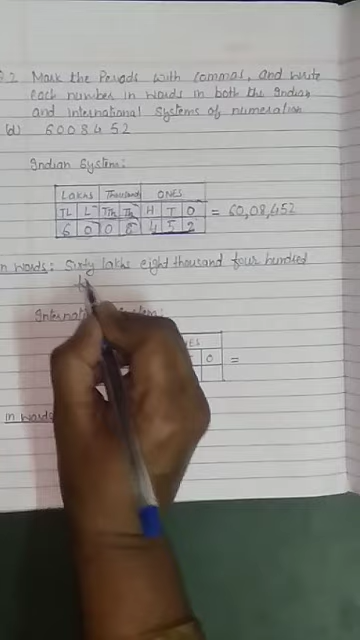 Q.2 Mark the Periods with commas, and write
each number in words in both the Indian
and international systems of numeration
(d) 6008452
Indian System:
Lakhs Thousand ONES
TL L TTh Th H T O = 60,08,452
6 0 0 8 4 5 2
In words: Sixty lakhs eight thousand four hundred
System:
O =
In words